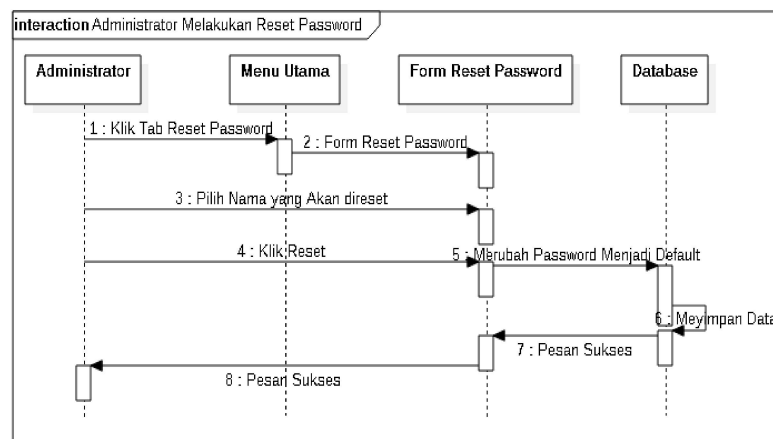 interaction Administrator Melakukan Reset Password
Administrator
Menu Utama
Form Reset Password
Database
1 : Klik Tab Reset Password
2 : Form Reset Password
3 : Pilih Nama yang Akan direset
4 : Klik Reset
5 : Merubah Password Menjadi Default
6 : Meyimpan Data
7 : Pesan Sukses
8 : Pesan Sukses